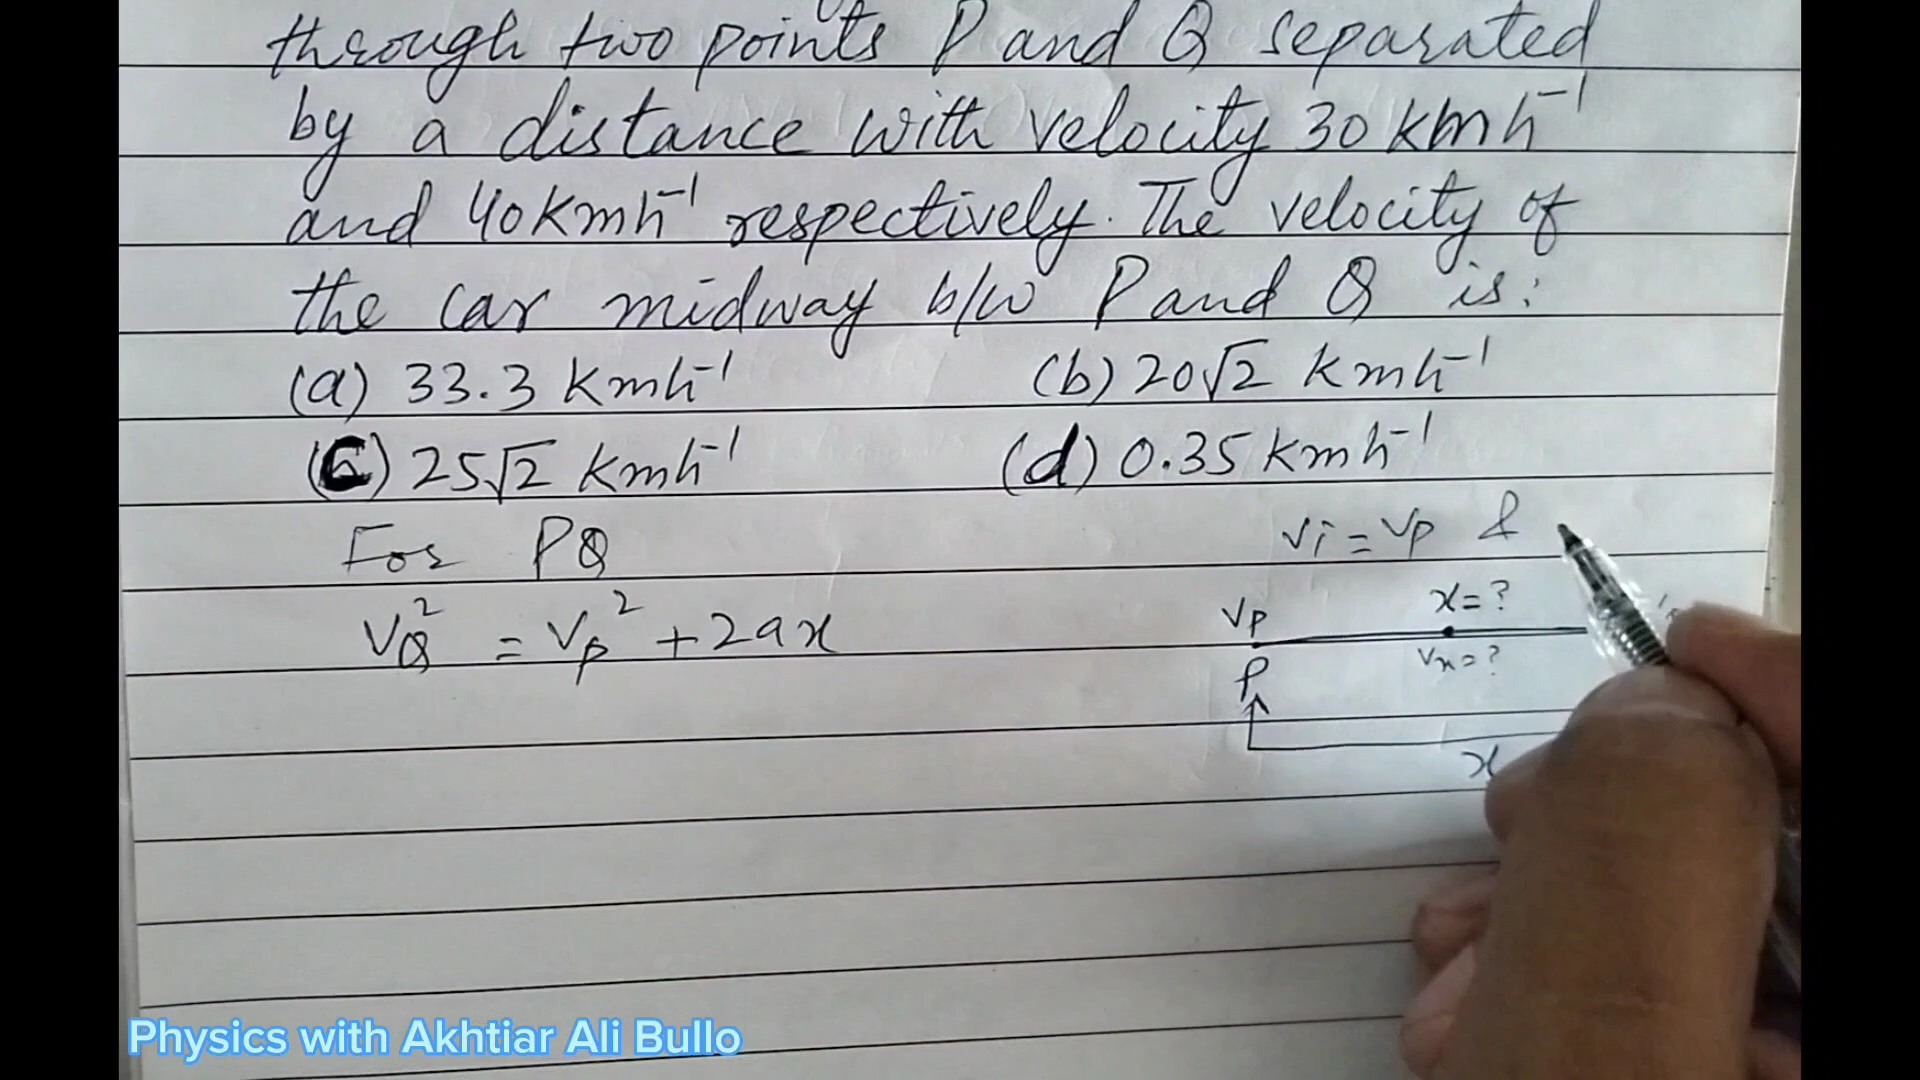 through two points P and Q separated
by a distance with velocity 30 kmh⁻¹
and 40 kmh⁻¹ respectively. The velocity of
the car midway b/w P and Q is:
(a) 33.3 kmh⁻¹ (b) 20√2 kmh⁻¹
(c) 25√2 kmh⁻¹ (d) 0.35 kmh⁻¹
For PQ
vi = vp &
vQ² = vp² + 2ax
vp x = ?
vx = ?
P
x
Physics with Akhtiar Ali Bullo